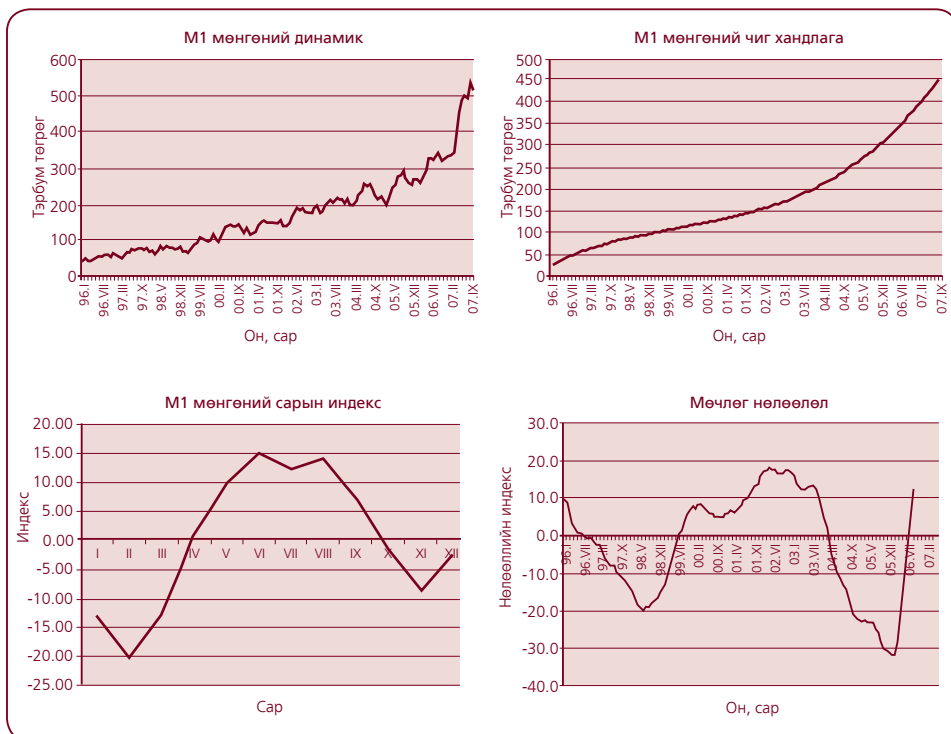 М1 мөнгөний динамик
Тэрбум төгрөг
600
500
400
300
200
100
0
96.I
96.VII
97.III
97.X
98.V
98.XII
99.VII
00.II
00.IX
01.IV
01.XI
02.VI
03.I
03.VII
04.III
04.X
05.V
05.XII
06.VII
07.II
07.IX
Он, сар
М1 мөнгөний чиг хандлага
Тэрбум төгрөг
500
450
400
350
300
250
200
150
100
50
0
96.I
96.VII
97.III
97.X
98.V
98.XII
99.VII
00.II
00.IX
01.IV
01.XI
02.VI
03.I
03.VII
04.III
04.X
05.V
05.XII
06.VII
07.II
07.IX
Он, сар
М1 мөнгөний сарын индекс
Индекс
20.00
15.00
10.00
5.00
0.00
-5.00
-10.00
-15.00
-20.00
-25.00
I II III IV V VI VII VIII IX X XI XII
Сар
Мөчлөг нөлөөлөл
Нөлөөллийн индекс
30.0
20.0
10.0
0.0
-10.0
-20.0
-30.0
-40.0
96.I
96.VII
97.III
97.X
98.V
98.XII
99.VII
00.II
00.IX
01.IV
01.XI
02.VI
03.I
03.VII
04.III
04.X
05.V
05.XII
06.VII
07.II
Он, сар